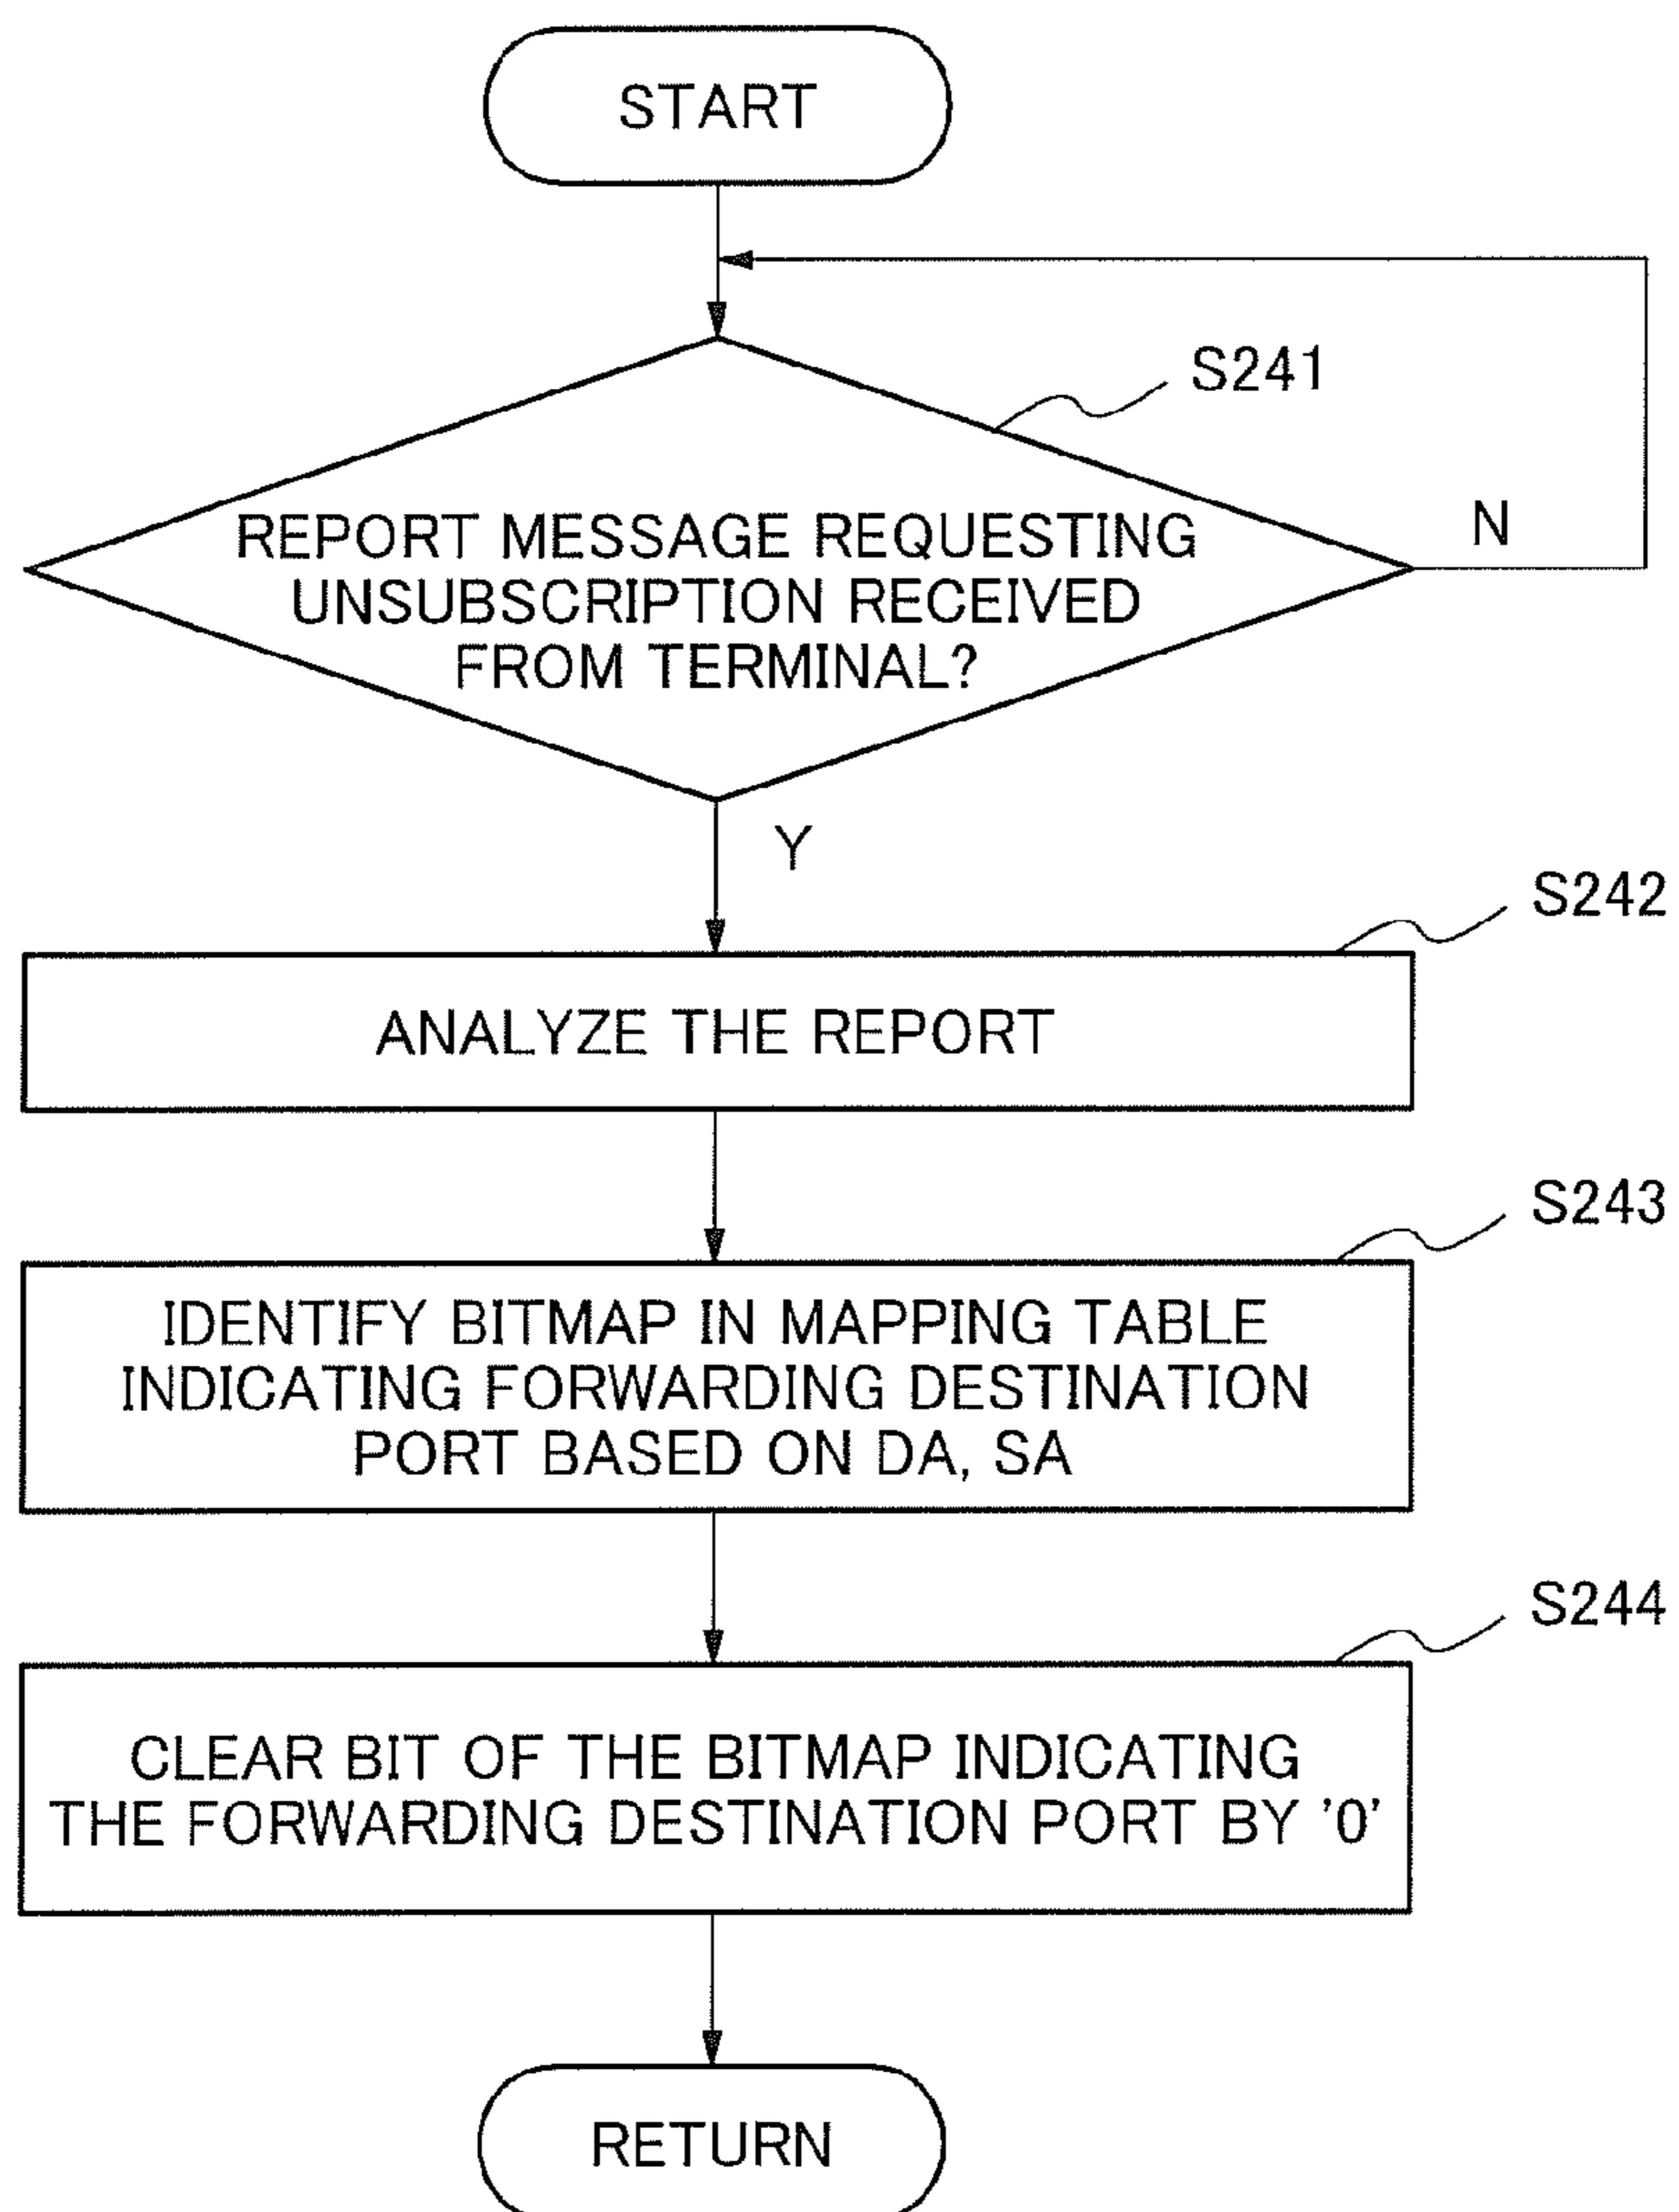 START
S241
REPORT MESSAGE REQUESTING
UNSUBSCRIPTION RECEIVED
FROM TERMINAL?
N
Y
S242
ANALYZE THE REPORT
S243
IDENTIFY BITMAP IN MAPPING TABLE
INDICATING FORWARDING DESTINATION
PORT BASED ON DA, SA
S244
CLEAR BIT OF THE BITMAP INDICATING
THE FORWARDING DESTINATION PORT BY '0'
RETURN